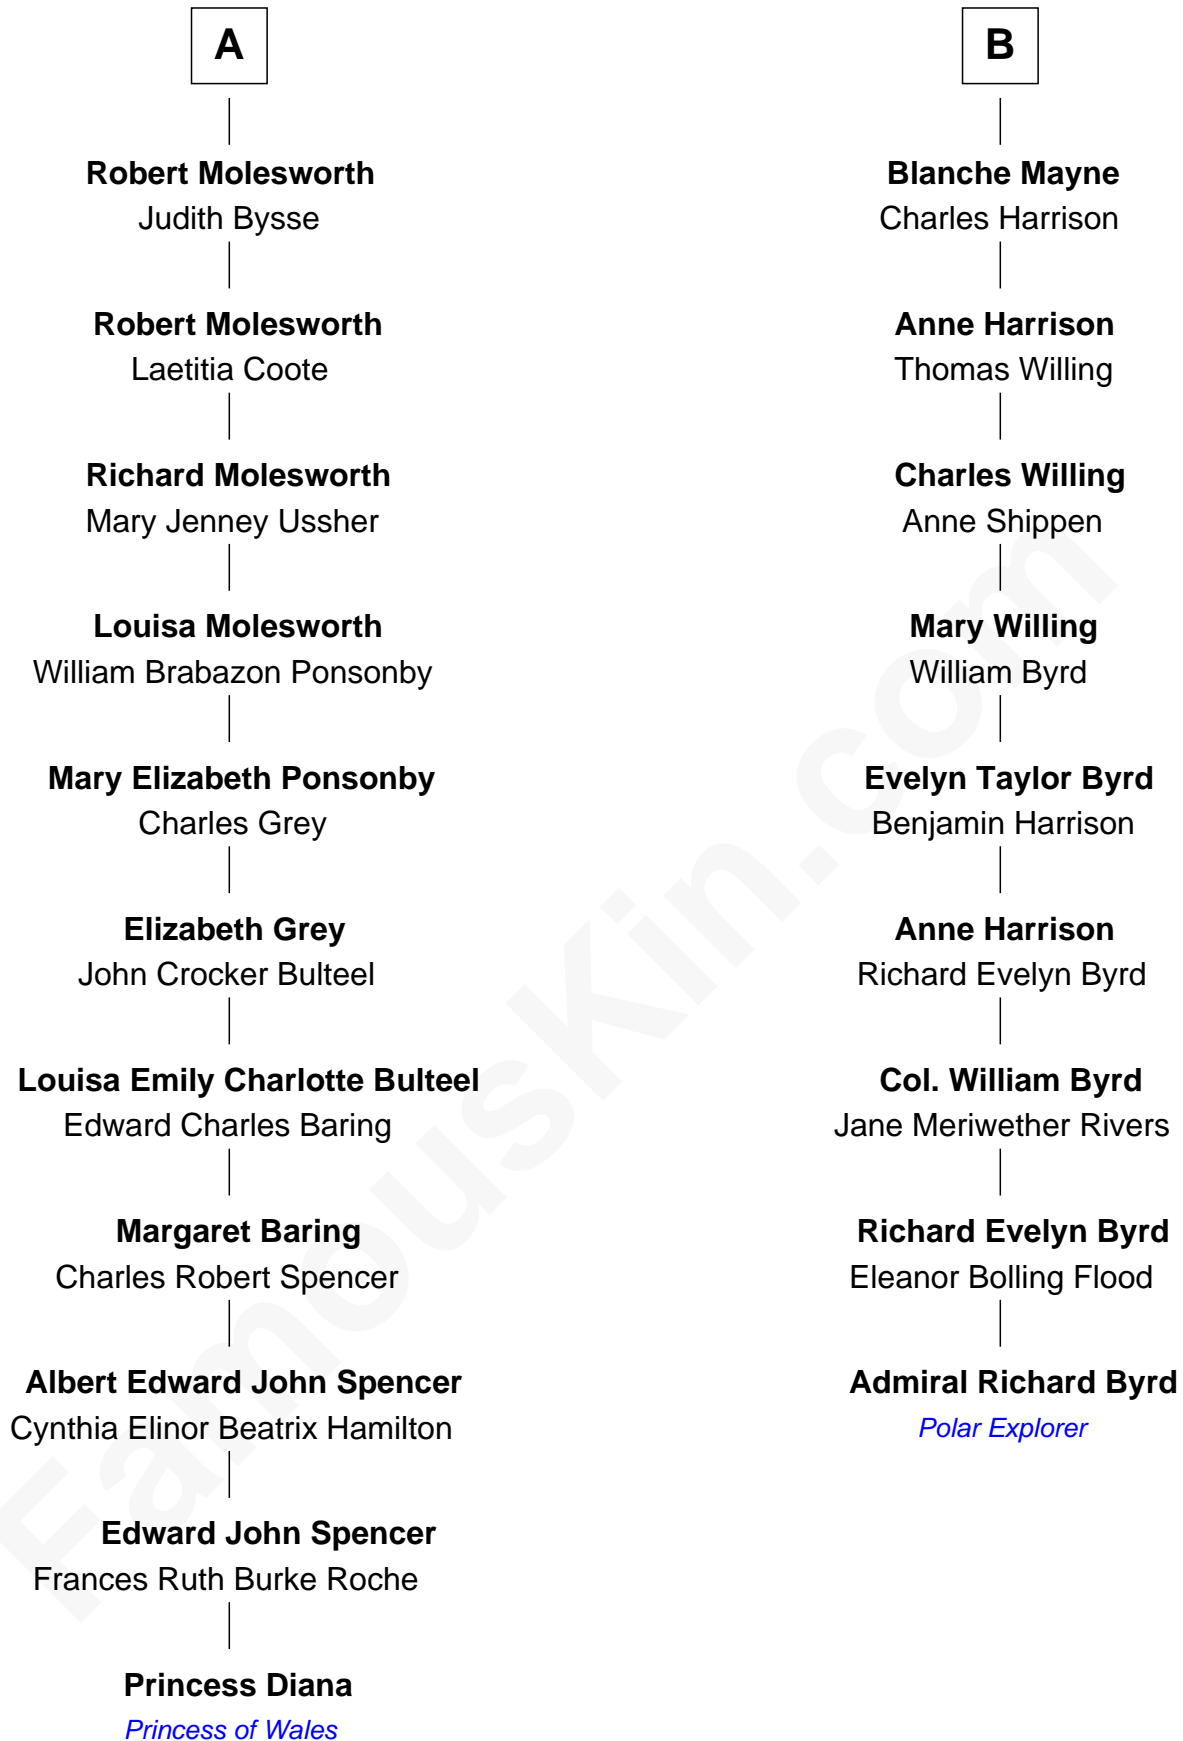 A
Robert Molesworth
Judith Bysse
Robert Molesworth
Laetitia Coote
Richard Molesworth
Mary Jenney Ussher
Louisa Molesworth
William Brabazon Ponsonby
Mary Elizabeth Ponsonby
Charles Grey
Elizabeth Grey
John Crocker Bulteel
Louisa Emily Charlotte Bulteel
Edward Charles Baring
Margaret Baring
Charles Robert Spencer
Albert Edward John Spencer
Cynthia Elinor Beatrix Hamilton
Edward John Spencer
Frances Ruth Burke Roche
Princess Diana
Princess of Wales
B
Blanche Mayne
Charles Harrison
Anne Harrison
Thomas Willing
Charles Willing
Anne Shippen
Mary Willing
William Byrd
Evelyn Taylor Byrd
Benjamin Harrison
Anne Harrison
Richard Evelyn Byrd
Col. William Byrd
Jane Meriwether Rivers
Richard Evelyn Byrd
Eleanor Bolling Flood
Admiral Richard Byrd
Polar Explorer
FamousKin.com